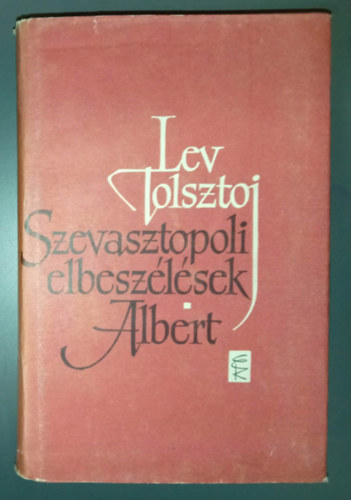 Lev
Tolsztoj
Szevasztopoli
elbeszélések
Albert